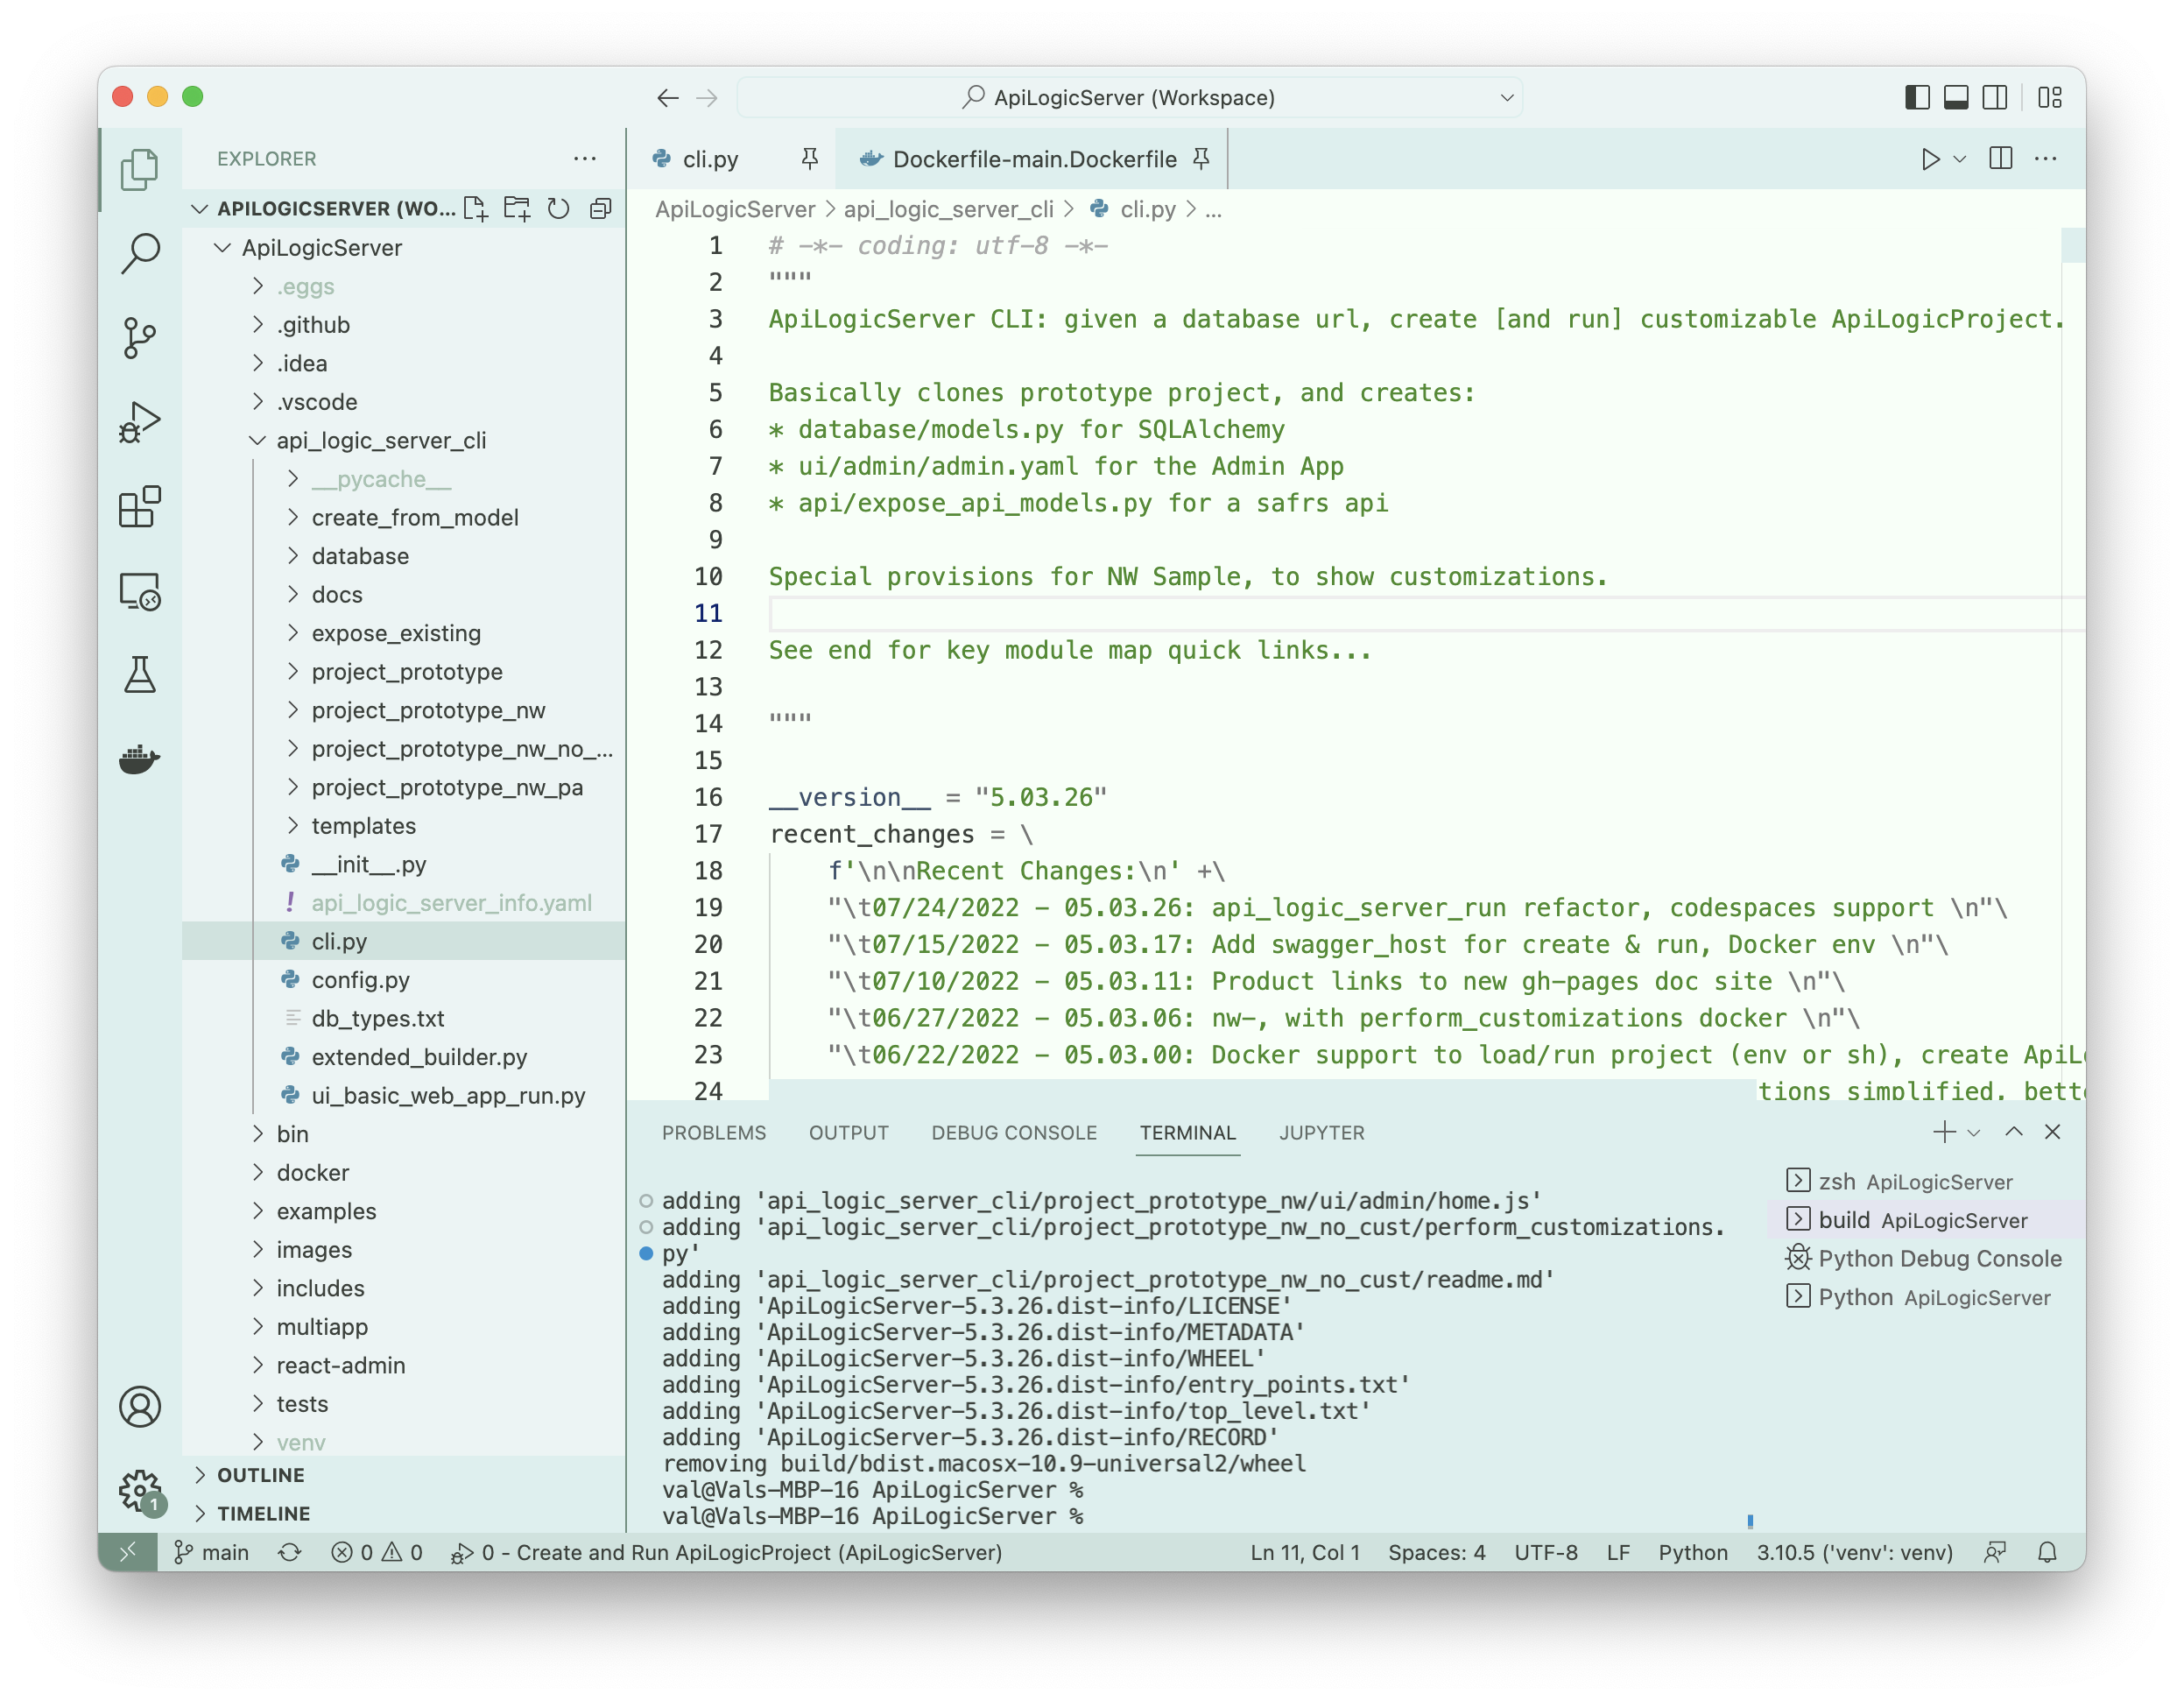 ApiLogicServer (Workspace)
EXPLORER
APILOGICSERVER (WO...
ApiLogicServer
.eggs
.github
.idea
.vscode
api_logic_server_cli
__pycache__
create_from_model
database
docs
expose_existing
project_prototype
project_prototype_nw
project_prototype_nw_no_...
project_prototype_nw_pa
templates
__init__.py
! api_logic_server_info.yaml
cli.py
config.py
db_types.txt
extended_builder.py
ui_basic_web_app_run.py
bin
docker
examples
images
includes
multiapp
react-admin
tests
venv
OUTLINE
TIMELINE
1
cli.py
Dockerfile-main.Dockerfile
ApiLogicServer > api_logic_server_cli > cli.py > ...
1 # -*- coding: utf-8 -*-
2 """
3 ApiLogicServer CLI: given a database url, create [and run] customizable ApiLogicProject.
4
5 Basically clones prototype project, and creates:
6 * database/models.py for SQLAlchemy
7 * ui/admin/admin.yaml for the Admin App
8 * api/expose_api_models.py for a safrs api
9
10 Special provisions for NW Sample, to show customizations.
11
12 See end for key module map quick links...
13
14 """
15
16 __version__ = "5.03.26"
17 recent_changes = \
18 f'\n\nRecent Changes:\n' +\
19 "\t07/24/2022 - 05.03.26: api_logic_server_run refactor, codespaces support \n"\
20 "\t07/15/2022 - 05.03.17: Add swagger_host for create & run, Docker env \n"\
21 "\t07/10/2022 - 05.03.11: Product links to new gh-pages doc site \n"\
22 "\t06/27/2022 - 05.03.06: nw-, with perform_customizations docker \n"\
23 "\t06/22/2022 - 05.03.00: Docker support to load/run project (env or sh), create ApiL
24 tions simplified, bett
PROBLEMS OUTPUT DEBUG CONSOLE TERMINAL JUPYTER
adding 'api_logic_server_cli/project_prototype_nw/ui/admin/home.js'
adding 'api_logic_server_cli/project_prototype_nw_no_cust/perform_customizations.
py'
adding 'api_logic_server_cli/project_prototype_nw_no_cust/readme.md'
adding 'ApiLogicServer-5.3.26.dist-info/LICENSE'
adding 'ApiLogicServer-5.3.26.dist-info/METADATA'
adding 'ApiLogicServer-5.3.26.dist-info/WHEEL'
adding 'ApiLogicServer-5.3.26.dist-info/entry_points.txt'
adding 'ApiLogicServer-5.3.26.dist-info/top_level.txt'
adding 'ApiLogicServer-5.3.26.dist-info/RECORD'
removing build/bdist.macosx-10.9-universal2/wheel
val@Vals-MBP-16 ApiLogicServer %
val@Vals-MBP-16 ApiLogicServer %
zsh ApiLogicServer
build ApiLogicServer
Python Debug Console
Python ApiLogicServer
main 0 0 0 - Create and Run ApiLogicProject (ApiLogicServer) Ln 11, Col 1 Spaces: 4 UTF-8 LF Python 3.10.5 ('venv': venv)